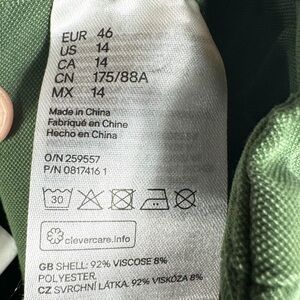 EUR 46
US 14
CA 14
CN 175/88A
MX 14
Made in China
Fabriqué en Chine
Hecho en China
O/N 259557
P/N 0817416 1
30
clevercare.info
GB SHELL: 92% VISCOSE 8%
POLYESTER.
CZ SVRCHNÍ LÁTKA: 92% VISKÓZA 8%